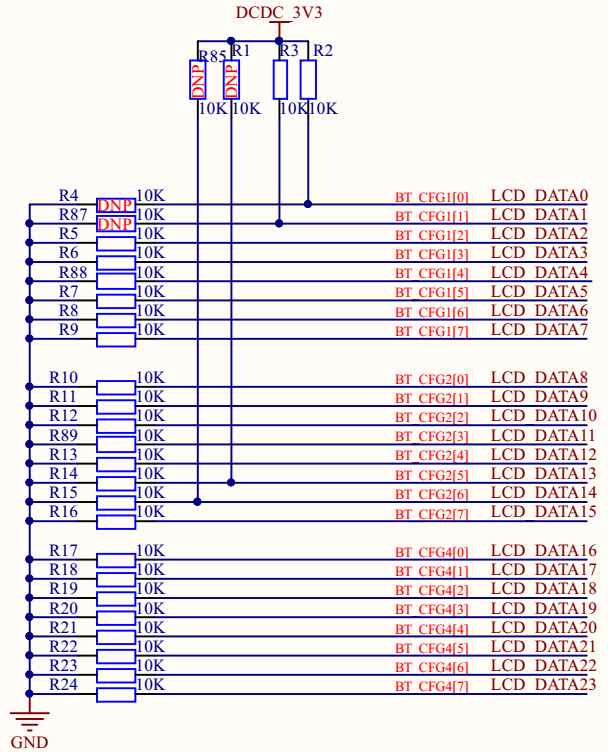 DCDC_3V3
R85 R1 R3 R2
DNP DNP
10K 10K 10K 10K
R4 DNP 10K BT_CFG1[0] LCD_DATA0
R87 DNP 10K BT_CFG1[1] LCD_DATA1
R5 10K BT_CFG1[2] LCD_DATA2
R6 10K BT_CFG1[3] LCD_DATA3
R88 10K BT_CFG1[4] LCD_DATA4
R7 10K BT_CFG1[5] LCD_DATA5
R8 10K BT_CFG1[6] LCD_DATA6
R9 10K BT_CFG1[7] LCD_DATA7
R10 10K BT_CFG2[0] LCD_DATA8
R11 10K BT_CFG2[1] LCD_DATA9
R12 10K BT_CFG2[2] LCD_DATA10
R89 10K BT_CFG2[3] LCD_DATA11
R13 10K BT_CFG2[4] LCD_DATA12
R14 10K BT_CFG2[5] LCD_DATA13
R15 10K BT_CFG2[6] LCD_DATA14
R16 10K BT_CFG2[7] LCD_DATA15
R17 10K BT_CFG4[0] LCD_DATA16
R18 10K BT_CFG4[1] LCD_DATA17
R19 10K BT_CFG4[2] LCD_DATA18
R20 10K BT_CFG4[3] LCD_DATA19
R21 10K BT_CFG4[4] LCD_DATA20
R22 10K BT_CFG4[5] LCD_DATA21
R23 10K BT_CFG4[6] LCD_DATA22
R24 10K BT_CFG4[7] LCD_DATA23
GND